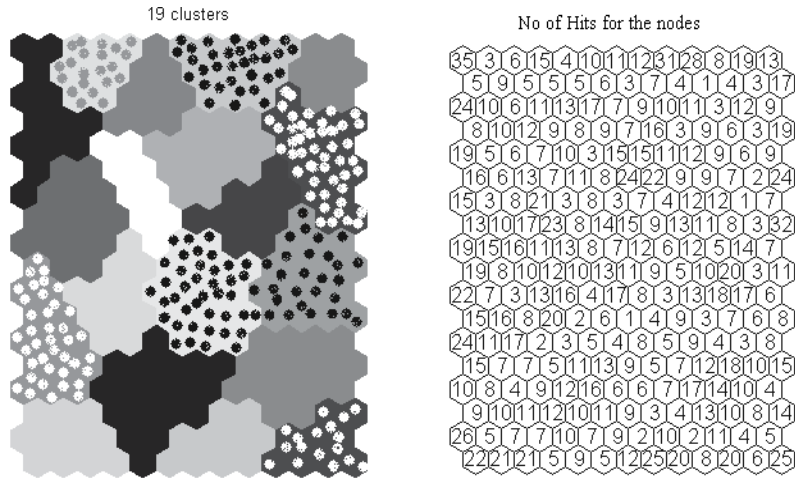 19 clusters
No of Hits for the nodes
35 3 6 15 4 10 11 12 31 28 8 19 13
5 9 5 5 5 6 3 7 4 1 4 3 17
24 10 6 11 13 17 7 9 10 11 3 12 9
8 10 12 9 8 9 7 16 3 9 6 3 19
19 5 6 7 10 3 15 15 11 12 9 6 9
16 6 13 7 11 8 24 22 9 9 7 2 24
15 3 8 21 3 8 3 7 4 12 12 1 7
13 10 17 23 8 14 15 9 13 11 8 3 32
19 15 16 11 13 8 7 12 6 12 5 14 7
19 8 10 12 10 13 11 9 5 10 20 3 11
22 7 3 13 16 4 17 8 3 13 18 17 6
15 16 8 20 2 6 1 4 9 3 7 6 8
24 11 17 2 3 5 4 8 5 9 4 3 8
15 7 7 5 11 13 9 5 7 12 18 10 15
10 8 4 9 12 16 6 6 7 17 14 10 4
9 10 11 12 10 11 9 3 4 13 10 8 14
26 5 7 7 10 7 9 2 10 2 11 4 5
22 21 21 5 9 5 12 25 20 8 20 6 25